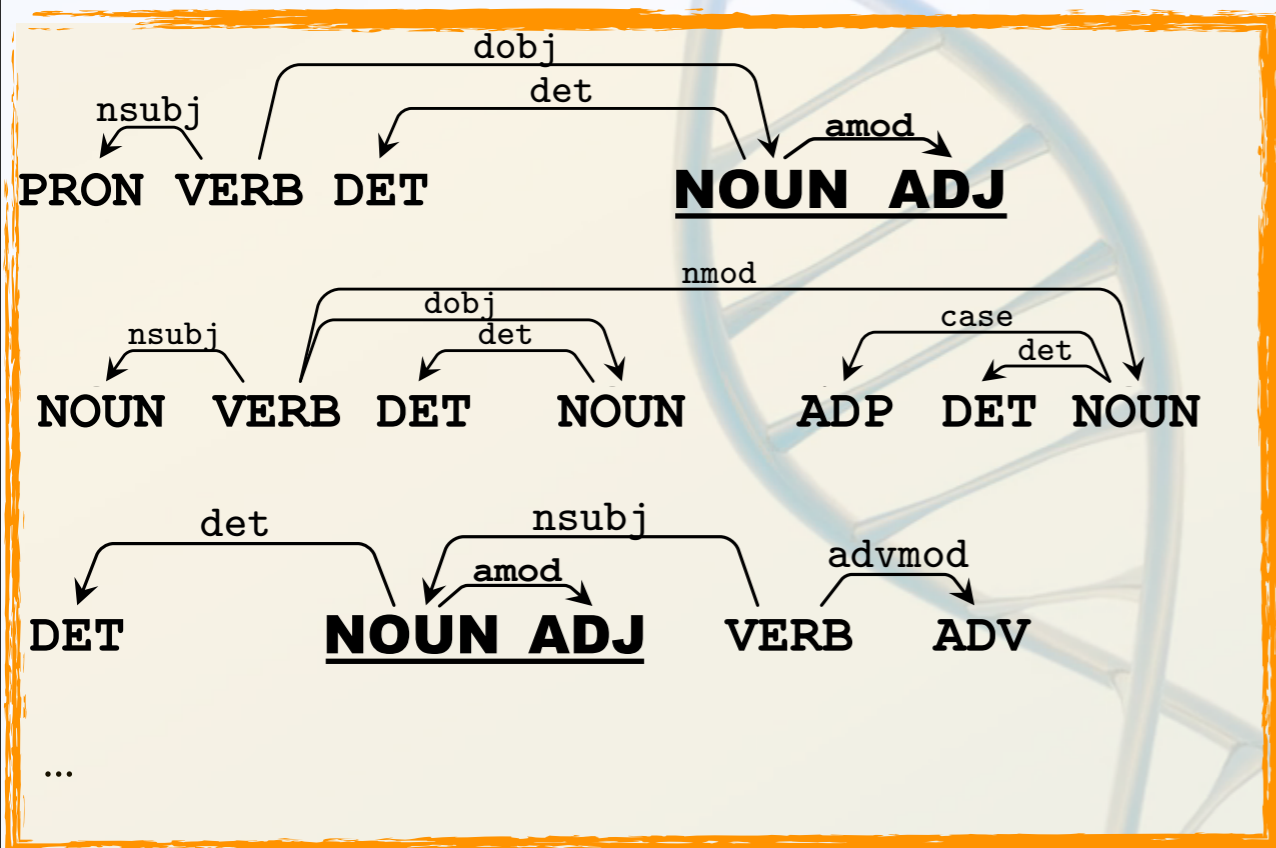 dobj
det
nsubj
amod
PRON VERB DET NOUN ADJ
nmod
dobj
nsubj det case
det
NOUN VERB DET NOUN ADP DET NOUN
det nsubj
amod advmod
DET NOUN ADJ VERB ADV
...